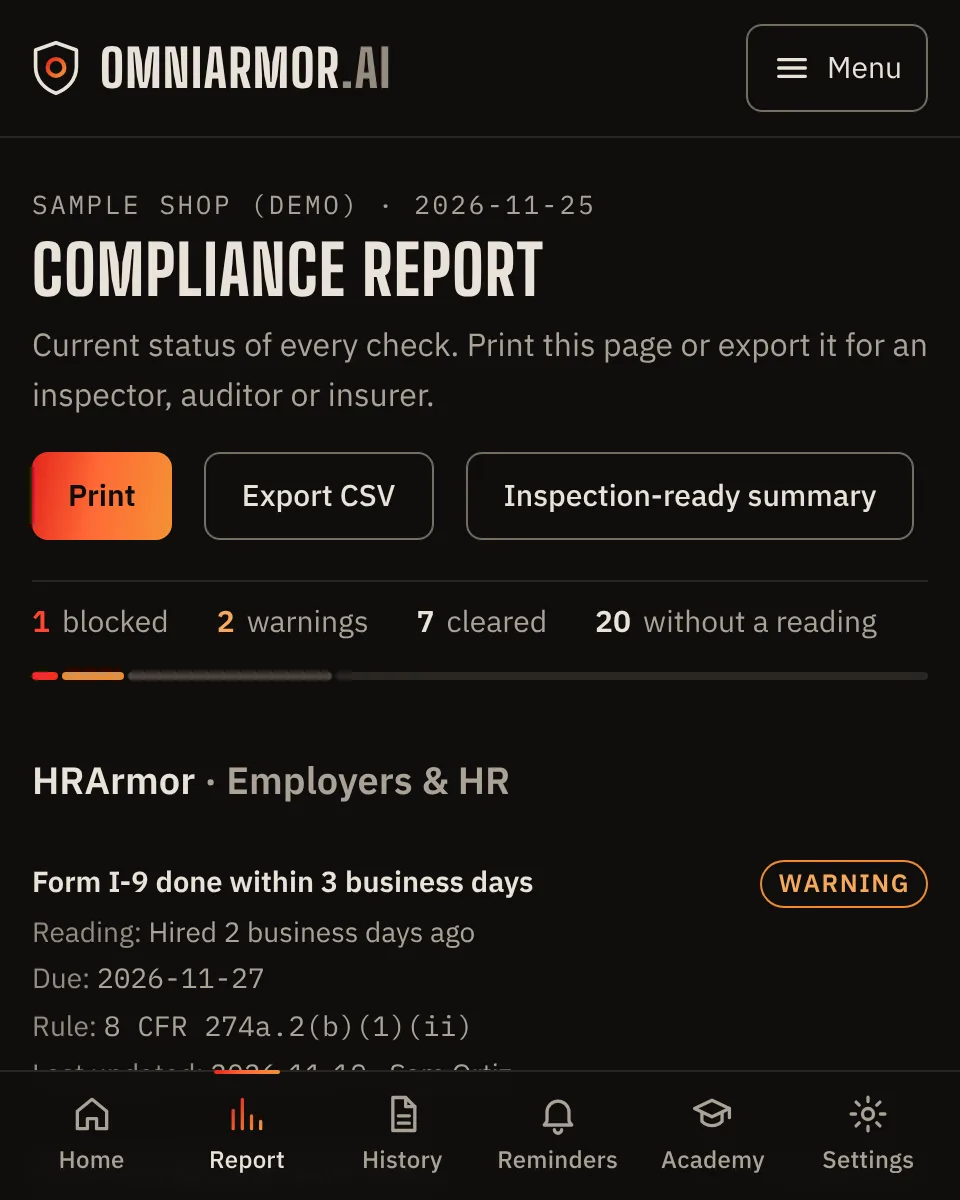 OMNIARMOR.AI
Menu
SAMPLE SHOP (DEMO) · 2026-11-25
COMPLIANCE REPORT
Current status of every check. Print this page or export it for an
inspector, auditor or insurer.
Print
Export CSV
Inspection-ready summary
1 blocked 2 warnings 7 cleared 20 without a reading
HRArmor · Employers & HR
Form I-9 done within 3 business days
WARNING
Reading: Hired 2 business days ago
Due: 2026-11-27
Rule: 8 CFR 274a.2(b)(1)(ii)
Last updated:
Home
Report
History
Reminders
Academy
Settings